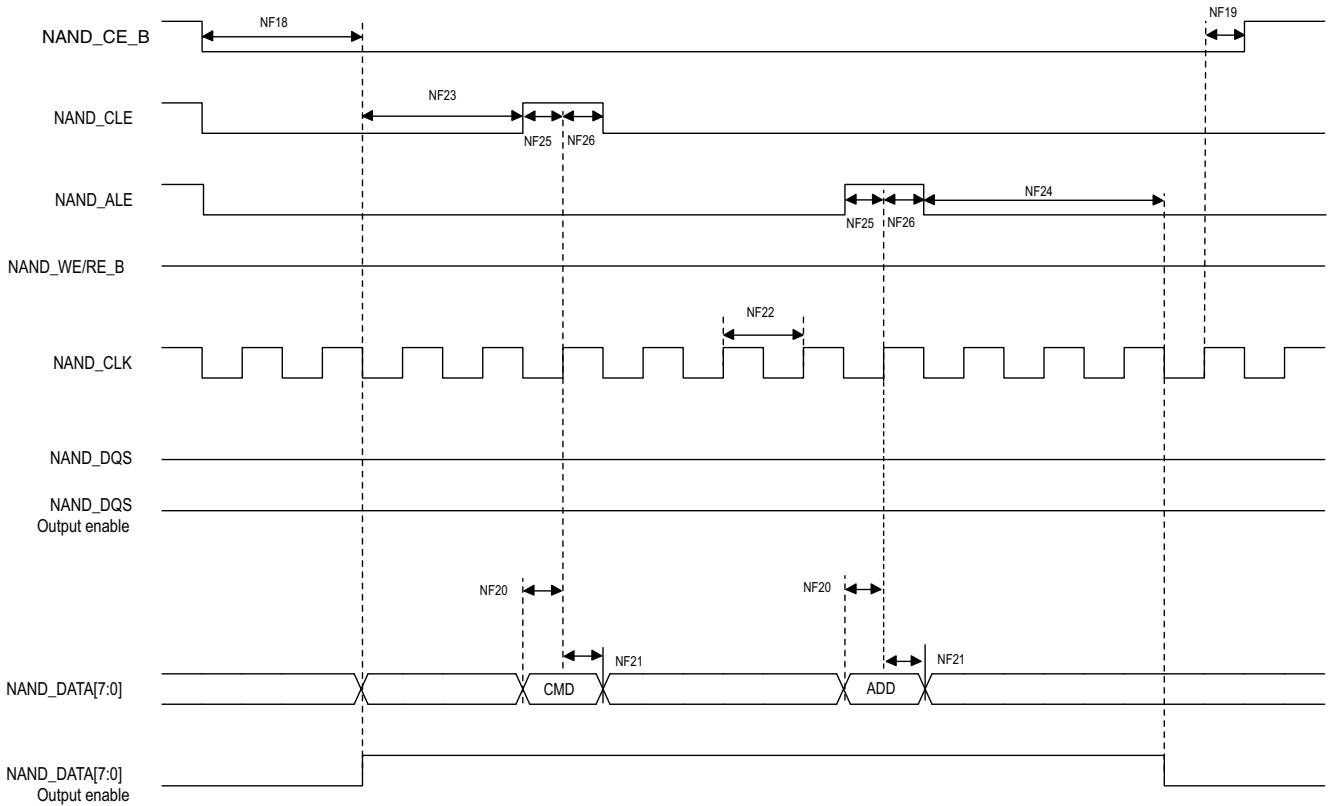 NF18
NF19
NAND_CE_B
NF23
NAND_CLE
NF25
NF26
NAND_ALE
NF24
NF25
NF26
NAND_WE/RE_B
NF22
NAND_CLK
NAND_DQS
NAND_DQS
Output enable
NF20
NF20
NF21
NF21
NAND_DATA[7:0]
CMD
ADD
NAND_DATA[7:0]
Output enable